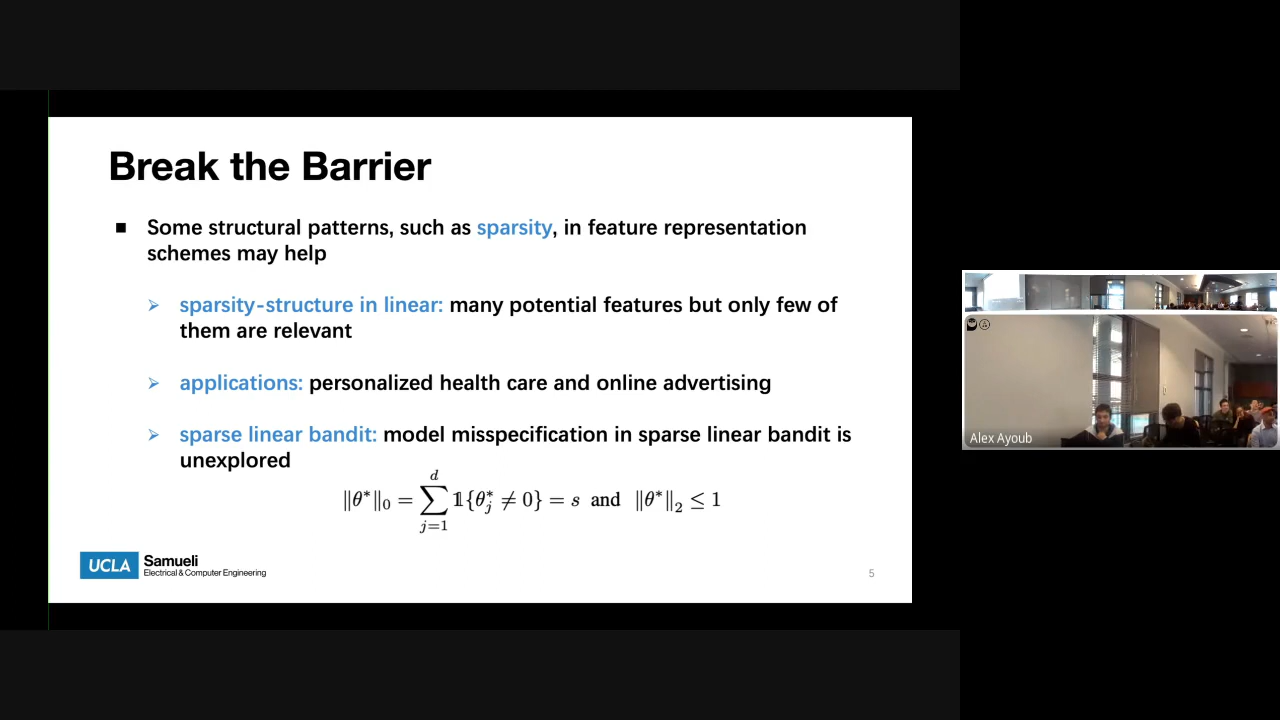 Break the Barrier
■ Some structural patterns, such as sparsity, in feature representation
schemes may help
➢ sparsity-structure in linear: many potential features but only few of
them are relevant
➢ applications: personalized health care and online advertising
➢ sparse linear bandit: model misspecification in sparse linear bandit is
unexplored
‖θ*‖₀ = ∑_{j=1}^{d} 𝟙{θ*_j ≠ 0} = s and ‖θ*‖₂ ≤ 1
UCLA Samueli
Electrical & Computer Engineering
5
Alex Ayoub